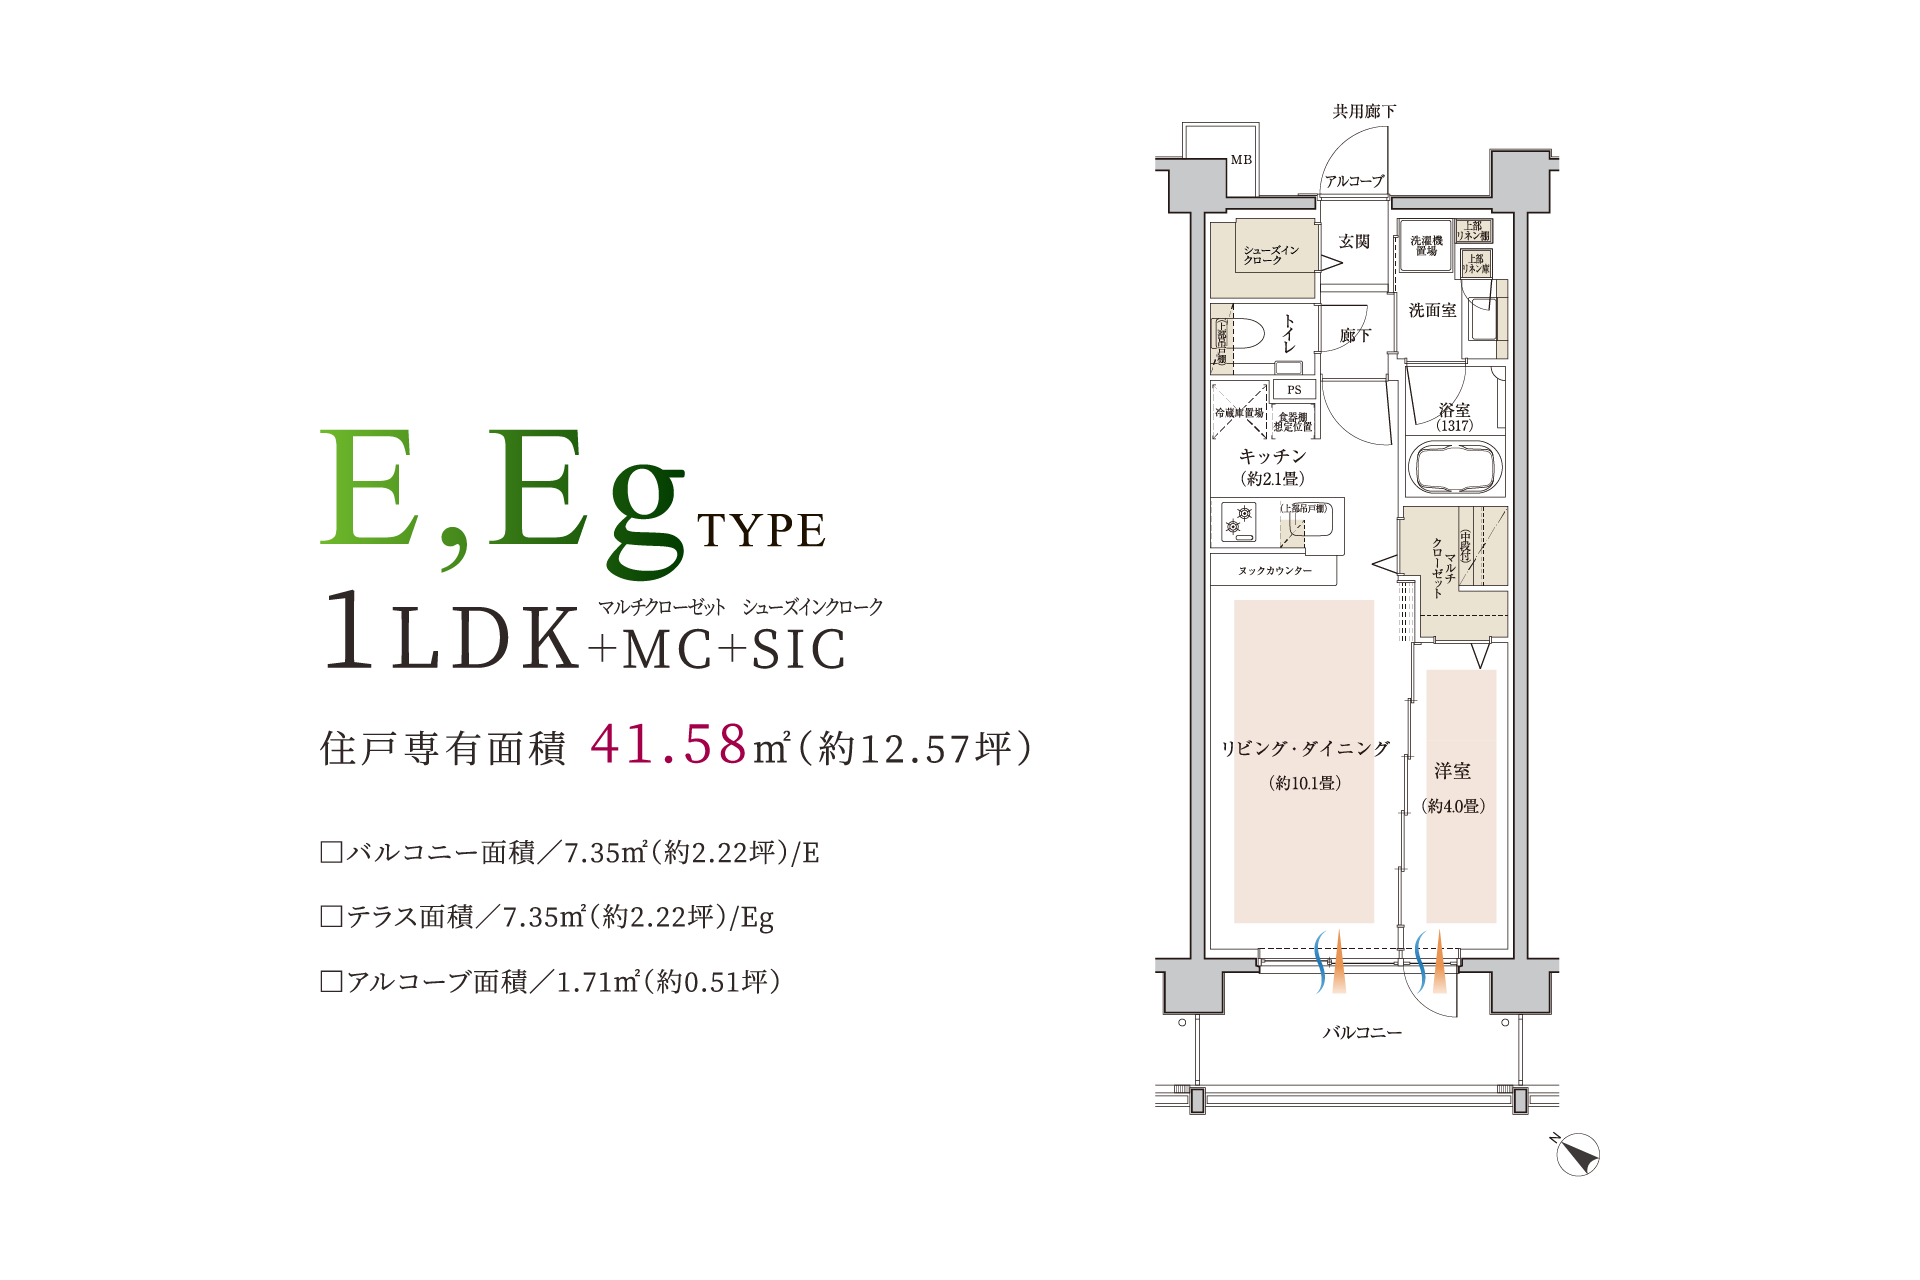 E,Eg TYPE
マルチクローゼット シューズインクローク
1LDK+MC+SIC
住戸専有面積 41.58㎡(約12.57坪)
□バルコニー面積／7.35㎡(約2.22坪)/E
□テラス面積／7.35㎡(約2.22坪)/Eg
□アルコーブ面積／1.71㎡(約0.51坪)
共用廊下
MB
アルコーブ
シューズイン
クローク
玄関
洗濯機
置場
上部
リネン棚
上部
リネン庫
洗面室
トイレ
(上部吊戸棚)
廊下
PS
冷蔵庫置場
食器棚
想定位置
浴室
(1317)
キッチン
(約2.1畳)
(上部吊戸棚)
ヌックカウンター
マルチ
クローゼット
(中段付)
リビング・ダイニング
(約10.1畳)
洋室
(約4.0畳)
バルコニー
N